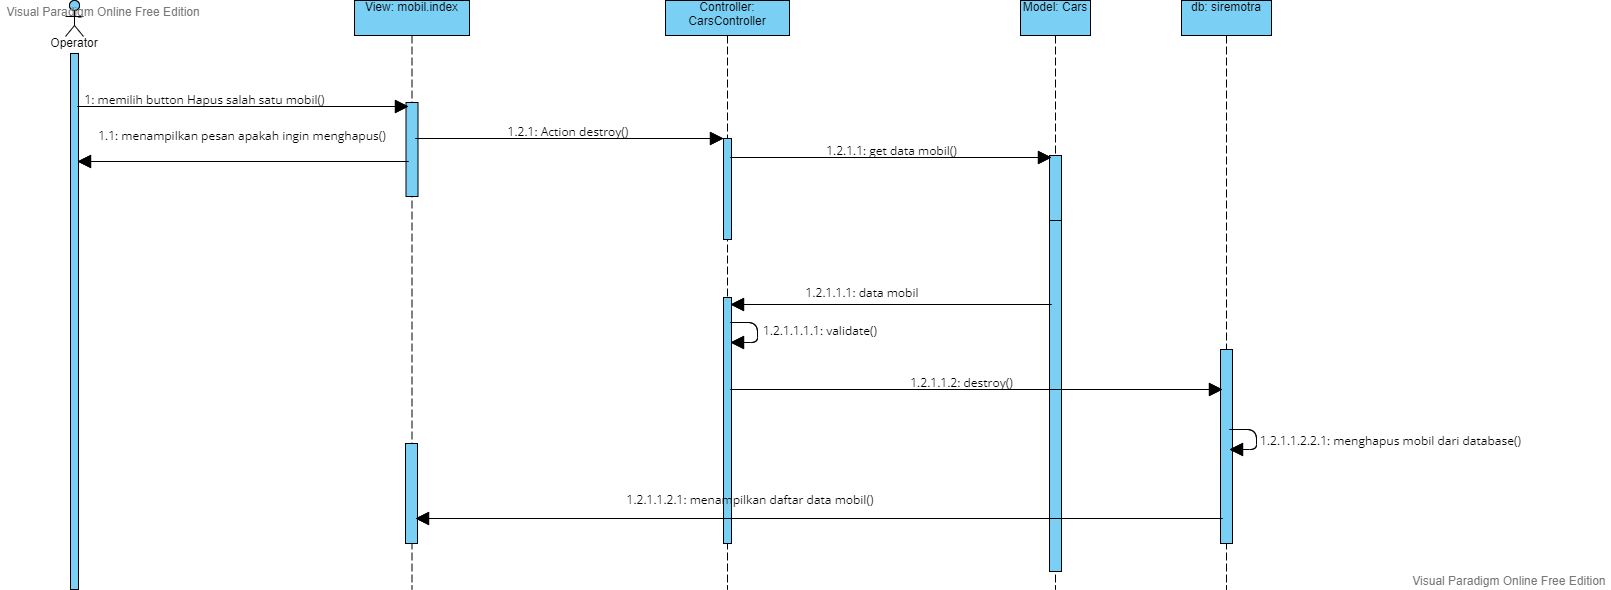 Visual Paradigm Online Free Edition
Operator
View: mobil.index
Controller:
CarsController
Model: Cars
db: siremotra
1: memilih button Hapus salah satu mobil()
1.1: menampilkan pesan apakah ingin menghapus()
1.2.1: Action destroy()
1.2.1.1: get data mobil()
1.2.1.1.1: data mobil
1.2.1.1.1.1: validate()
1.2.1.1.2: destroy()
1.2.1.1.2.2.1: menghapus mobil dari database()
1.2.1.1.2.1: menampilkan daftar data mobil()
Visual Paradigm Online Free Edition